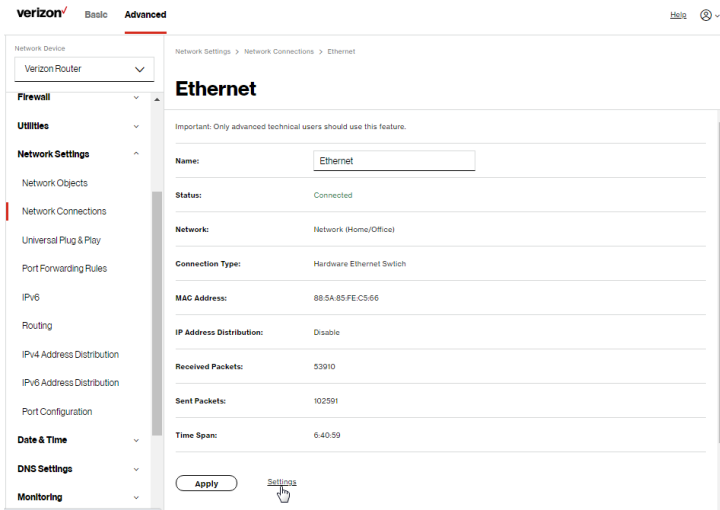 verizon✓ Basic Advanced Help
Network Device
Verizon Router
Firewall
Utilities
Network Settings
Network Objects
Network Connections
Universal Plug & Play
Port Forwarding Rules
IPv6
Routing
IPv4 Address Distribution
IPv6 Address Distribution
Port Configuration
Date & Time
DNS Settings
Monitoring
Network Settings > Network Connections > Ethernet
Ethernet
Important: Only advanced technical users should use this feature.
Name: Ethernet
Status: Connected
Network: Network (Home/Office)
Connection Type: Hardware Ethernet Swtich
MAC Address: 88:5A:85:FE:C5:66
IP Address Distribution: Disable
Received Packets: 53910
Sent Packets: 102591
Time Span: 6:40:59
Apply Settings